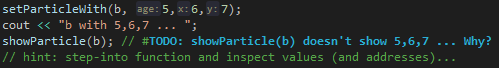 setParticleWith(b, age:5,x:6,y:7);
cout << "b with 5,6,7 ... ";
showParticle(b); // #TODO: showParticle(b) doesn't show 5,6,7 ... Why?
// hint: step-into function and inspect values (and addresses)...